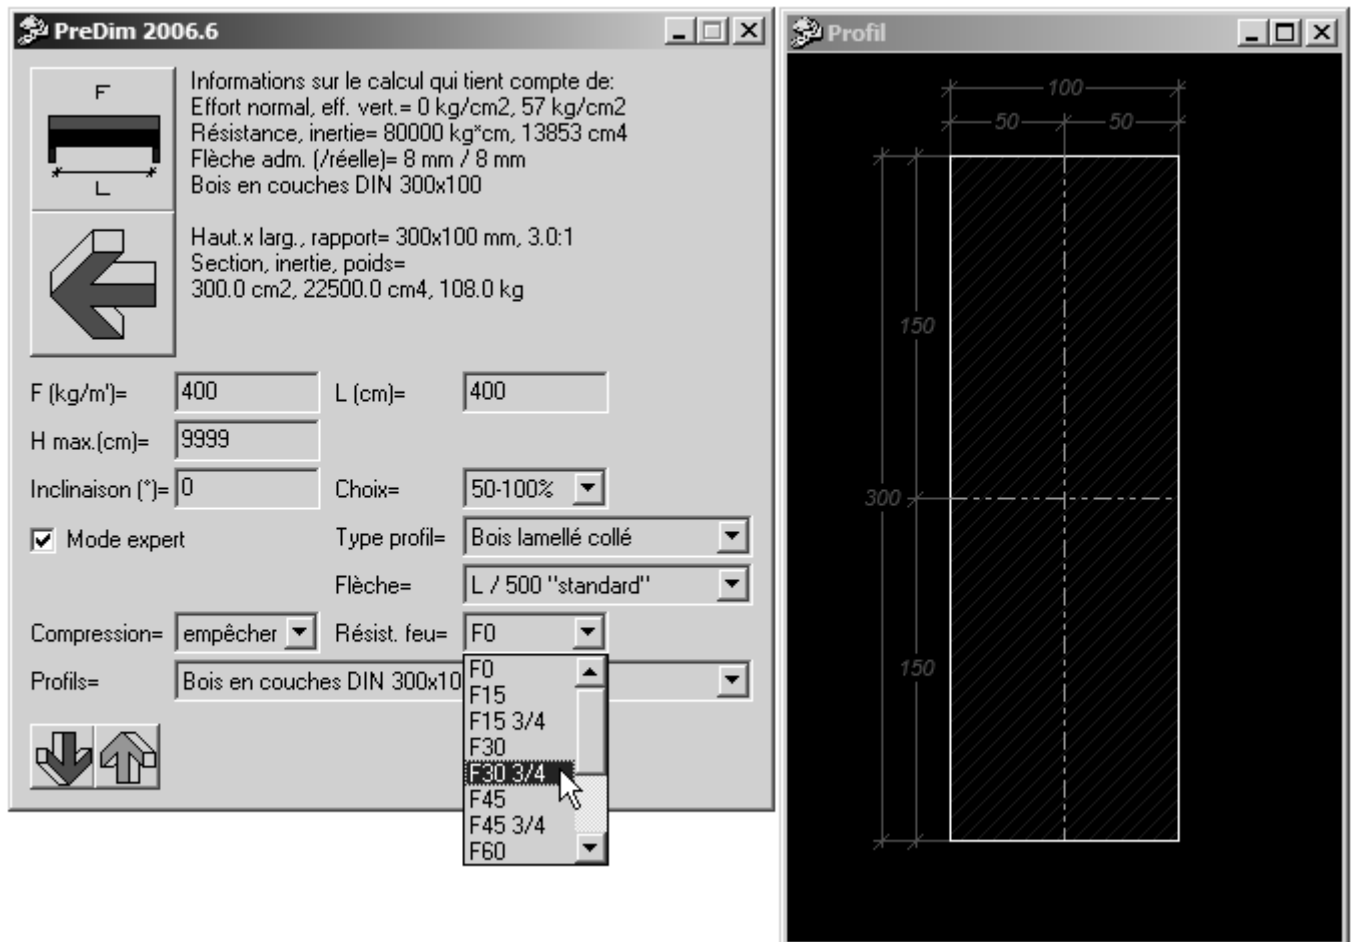 PreDim 2006.6
F
L
Informations sur le calcul qui tient compte de:
Effort normal, eff. vert.= 0 kg/cm2, 57 kg/cm2
Résistance, inertie= 80000 kg*cm, 13853 cm4
Flèche adm. (/réelle)= 8 mm / 8 mm
Bois en couches DIN 300x100
Haut.x larg., rapport= 300x100 mm, 3.0:1
Section, inertie, poids=
300.0 cm2, 22500.0 cm4, 108.0 kg
F (kg/m')= 400 L (cm)= 400
H max.(cm)= 9999
Inclinaison (°)= 0 Choix= 50-100%
Mode expert Type profil= Bois lamellé collé
Flèche= L / 500 "standard"
Compression= empêcher Résist. feu= F0
Profils= Bois en couches DIN 300x10
F0
F15
F15 3/4
F30
F30 3/4
F45
F45 3/4
F60
Profil
100
50 50
150
300
150